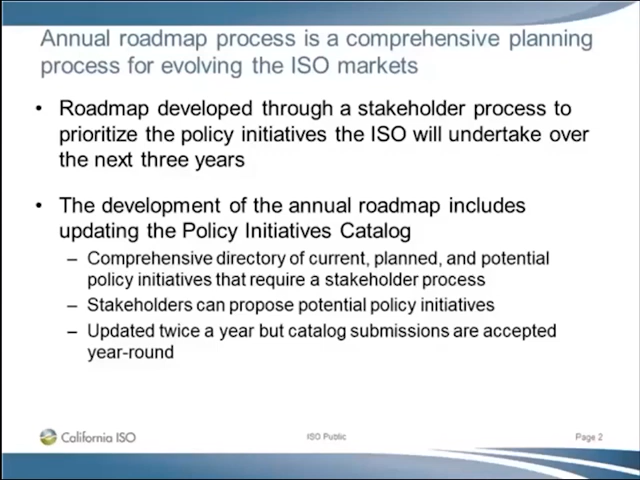 Annual roadmap process is a comprehensive planning
process for evolving the ISO markets
• Roadmap developed through a stakeholder process to
prioritize the policy initiatives the ISO will undertake over
the next three years
• The development of the annual roadmap includes
updating the Policy Initiatives Catalog
– Comprehensive directory of current, planned, and potential
policy initiatives that require a stakeholder process
– Stakeholders can propose potential policy initiatives
– Updated twice a year but catalog submissions are accepted
year-round
California ISO
ISO Public
Page 2